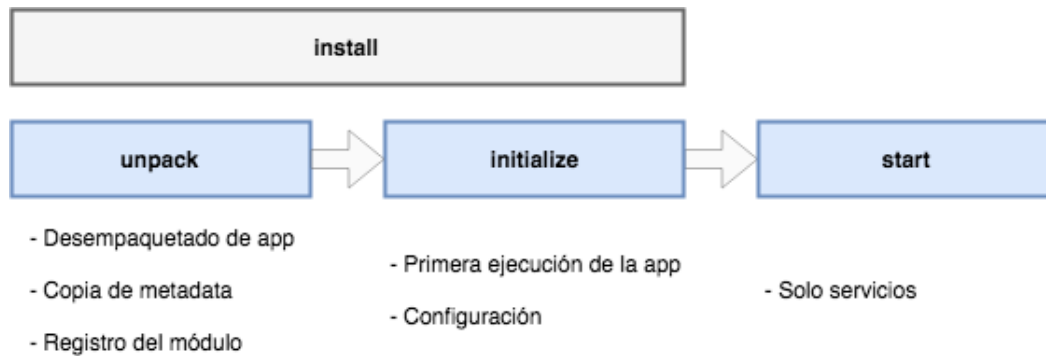 install
unpack
initialize
start
- Desempaquetado de app
- Copia de metadata
- Registro del módulo
- Primera ejecución de la app
- Configuración
- Solo servicios